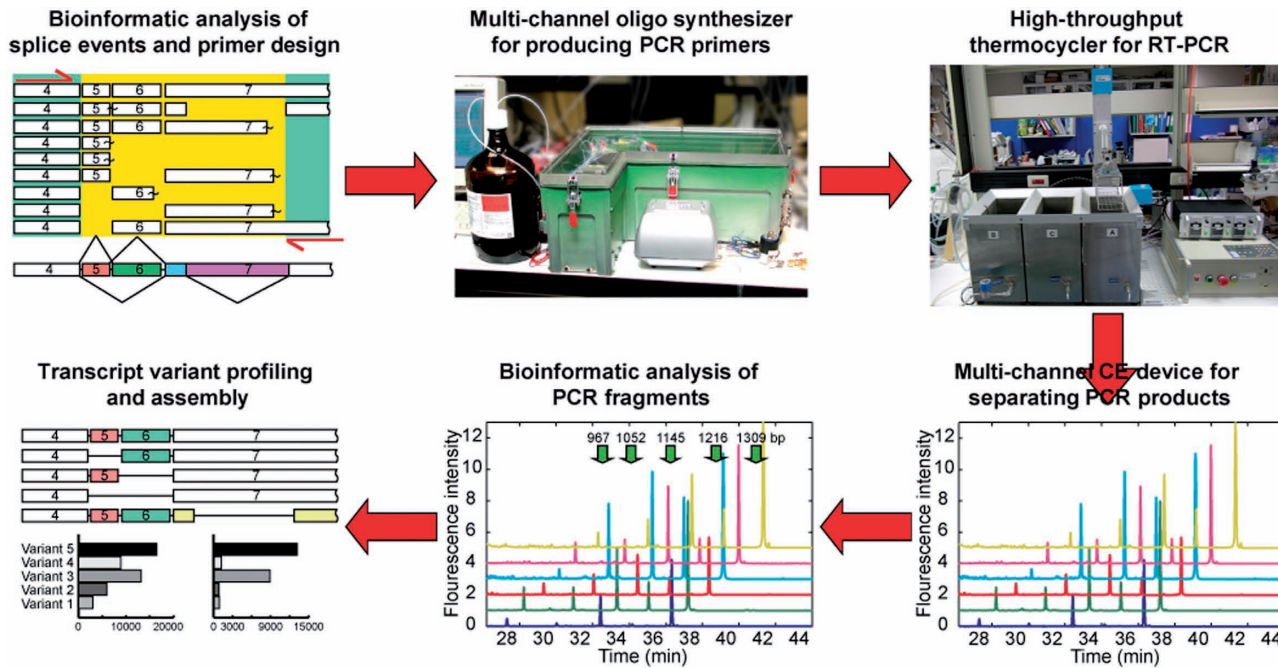 Bioinformatic analysis of
splice events and primer design
4 5 6 7
4 5 6
4 5 6 7
4 5
4 5
4 5 7
4 6
4 7
4 6 7
4 5 6 7
Multi-channel oligo synthesizer
for producing PCR primers
High-throughput
thermocycler for RT-PCR
B C A
Multi-channel CE device for
separating PCR products
Flourescence intensity
12
10
8
6
4
2
0
28 30 32 34 36 38 40 42 44
Time (min)
Bioinformatic analysis of
PCR fragments
967 1052 1145 1216 1309 bp
Flourescence intensity
12
10
8
6
4
2
0
28 30 32 34 36 38 40 42 44
Time (min)
Transcript variant profiling
and assembly
4 5 6 7
4 6 7
4 5 7
4 7
4 5 6
Variant 5
Variant 4
Variant 3
Variant 2
Variant 1
0 10000 20000
0 3000 9000 15000